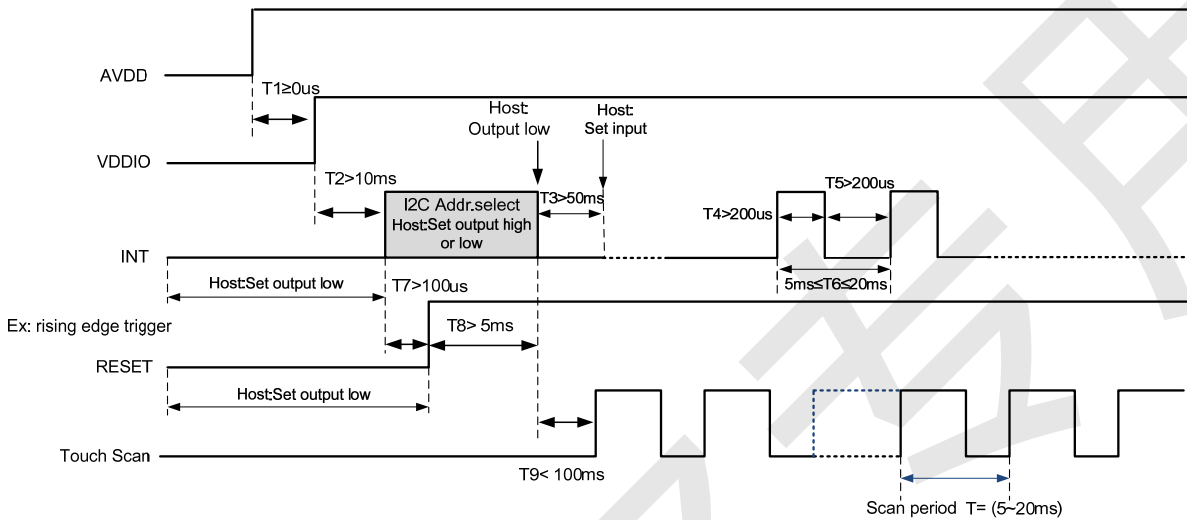 AVDD
T1≥0us
VDDIO
Host:
Output low
Host:
Set input
T2>10ms
I2C Addr.select
Host:Set output high
or low
T3>50ms
T4>200us
T5>200us
INT
Host:Set output low
T7>100us
5ms≤T6≤20ms
Ex: rising edge trigger
T8> 5ms
RESET
Host:Set output low
Touch Scan
T9< 100ms
Scan period T= (5~20ms)